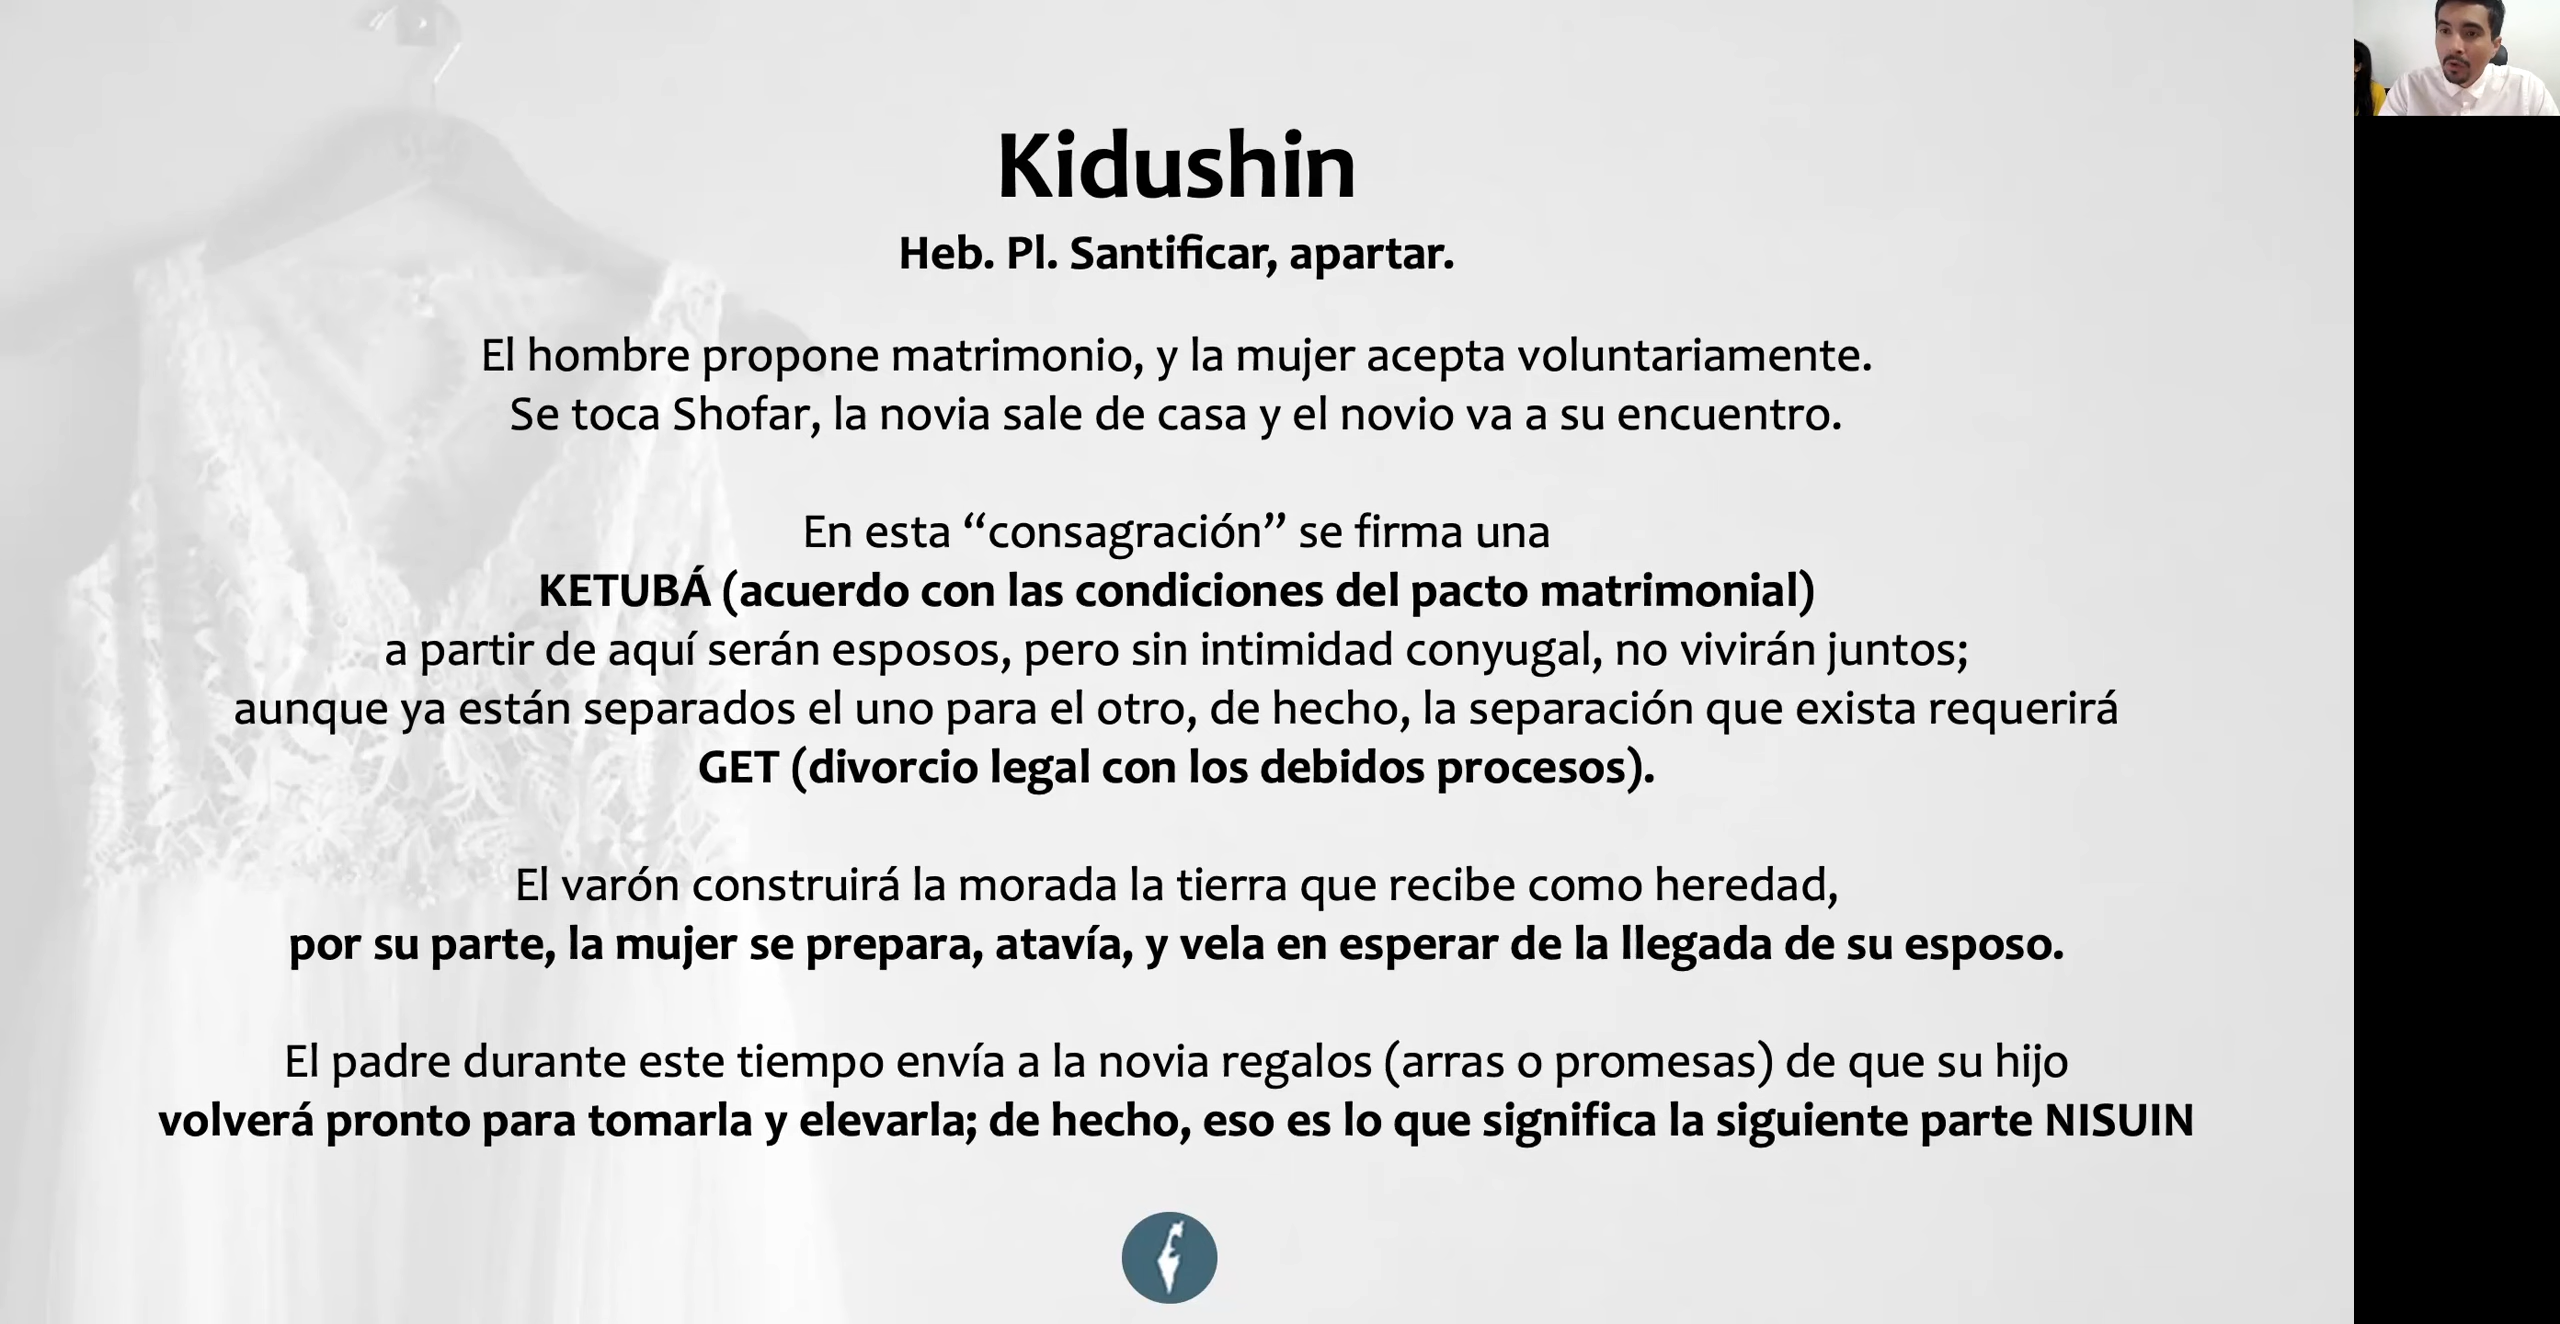 Kidushin
Heb. Pl. Santificar, apartar.
El hombre propone matrimonio, y la mujer acepta voluntariamente.
Se toca Shofar, la novia sale de casa y el novio va a su encuentro.
En esta “consagración” se firma una
KETUBÁ (acuerdo con las condiciones del pacto matrimonial)
a partir de aquí serán esposos, pero sin intimidad conyugal, no vivirán juntos;
aunque ya están separados el uno para el otro, de hecho, la separación que exista requerirá
GET (divorcio legal con los debidos procesos).
El varón construirá la morada la tierra que recibe como heredad,
por su parte, la mujer se prepara, atavía, y vela en esperar de la llegada de su esposo.
El padre durante este tiempo envía a la novia regalos (arras o promesas) de que su hijo
volverá pronto para tomarla y elevarla; de hecho, eso es lo que significa la siguiente parte NISUIN